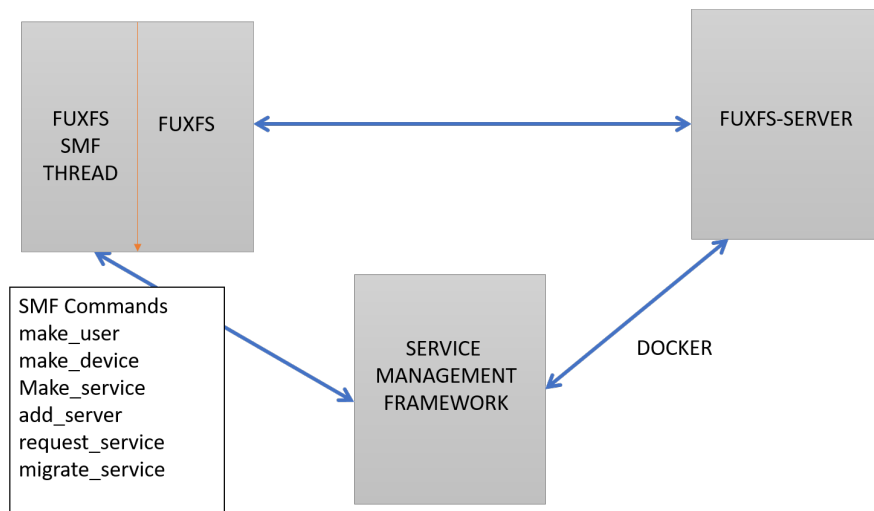 FUXFS
SMF
THREAD
FUXFS
FUXFS-SERVER
SMF Commands
make_user
make_device
Make_service
add_server
request_service
migrate_service
SERVICE
MANAGEMENT
FRAMEWORK
DOCKER